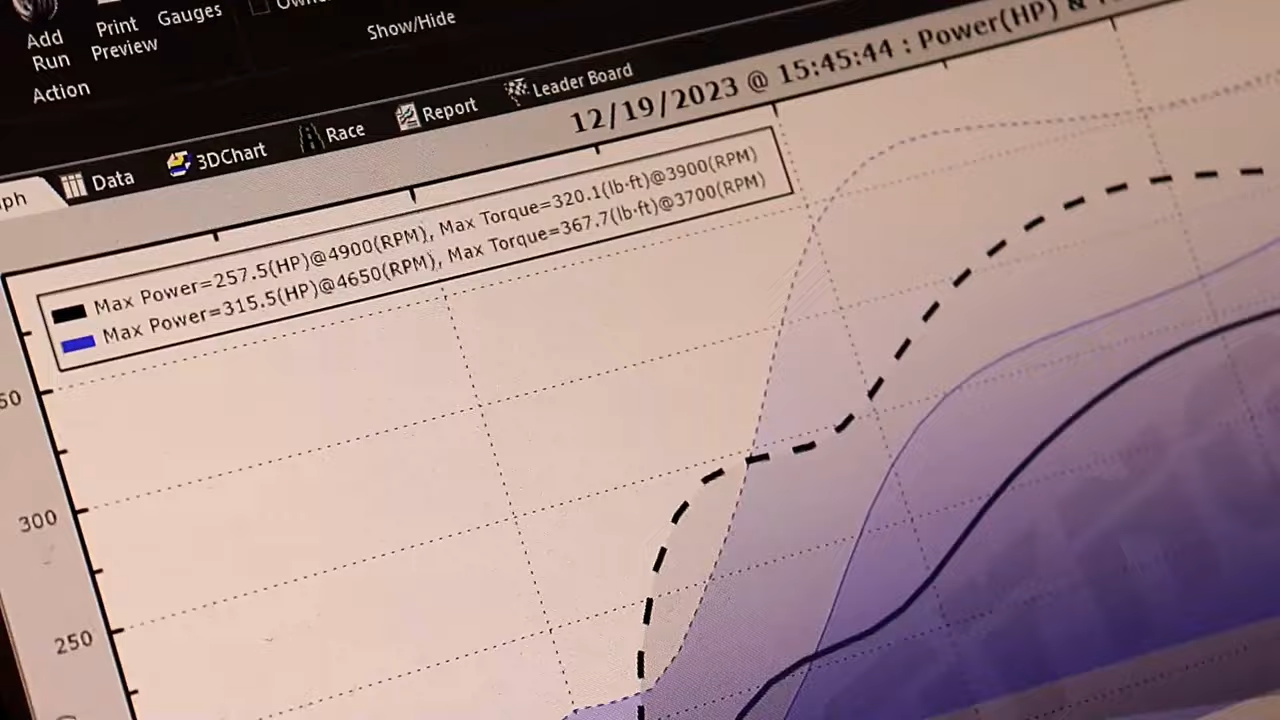 Add Run
Print Preview
Gauges
Show/Hide
Action
Data
3DChart
Race
Report
Leader Board
12/19/2023 @ 15:45:44 : Power(HP) &
Max Power=257.5(HP)@4900(RPM), Max Torque=320.1(lb-ft)@3900(RPM)
Max Power=315.5(HP)@4650(RPM), Max Torque=367.7(lb-ft)@3700(RPM)
300
250